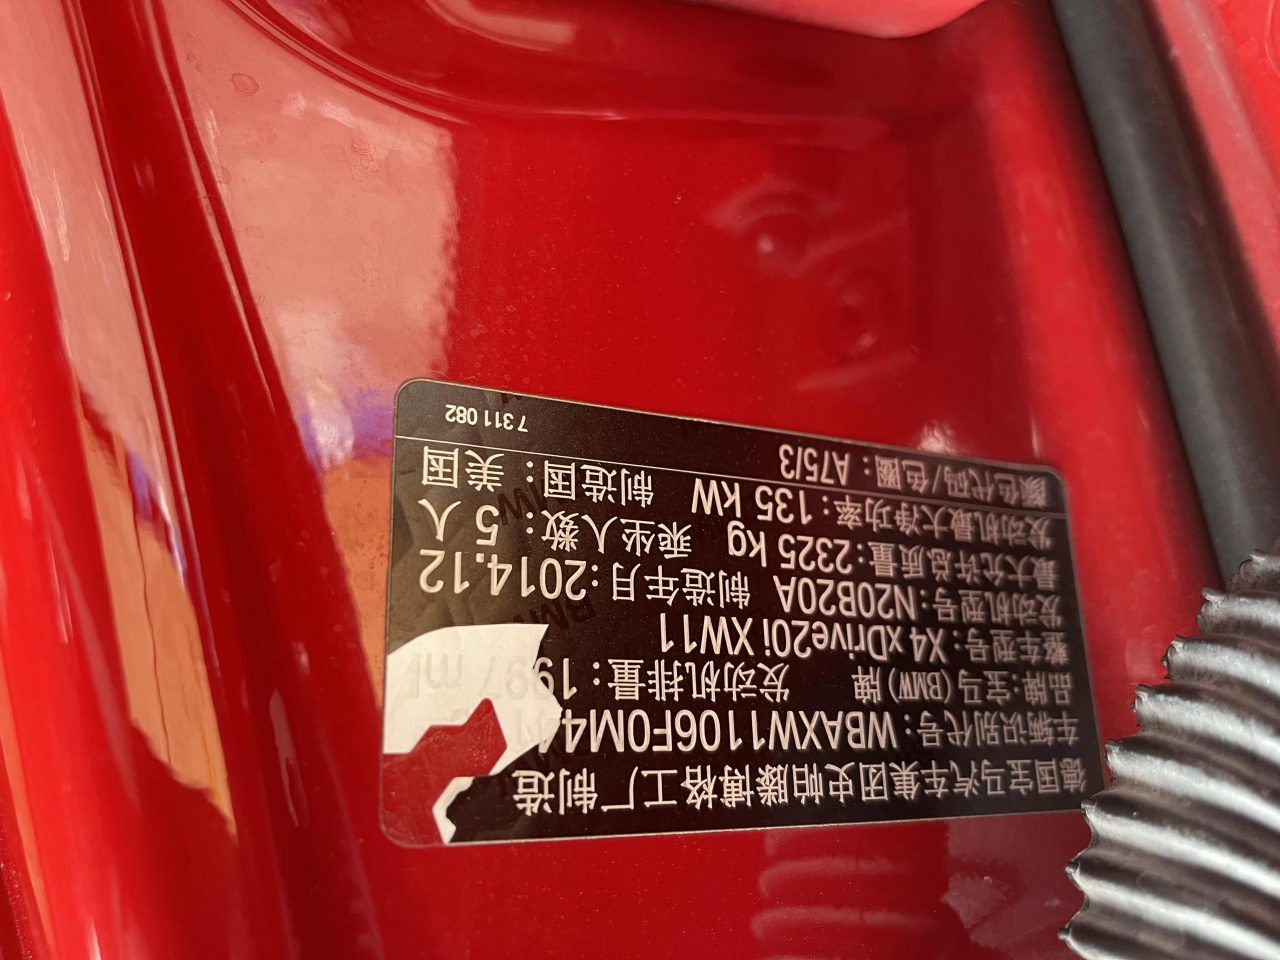 德国宝马汽车集团史帕滕博格工厂 制造
车辆识别代号：WBAXW1106F0M44
品牌：宝马(BMW)牌 发动机排量：1997 ml
整车型号：X4 xDrive20i XW11
发动机型号：N20B20A 制造年月：2014.12
最大允许总质量：2325 kg 乘坐人数：5 人
发动机最大净功率：135 kW 制造国：美国
颜色代码/色圈：A75/3
7 311 082